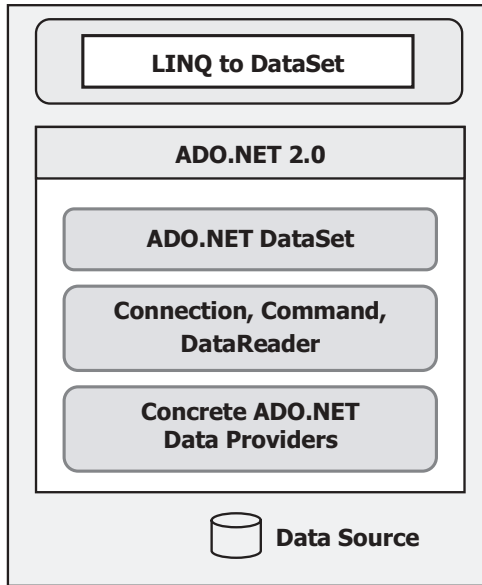 LINQ to DataSet
ADO.NET 2.0
ADO.NET DataSet
Connection, Command,
DataReader
Concrete ADO.NET
Data Providers
Data Source